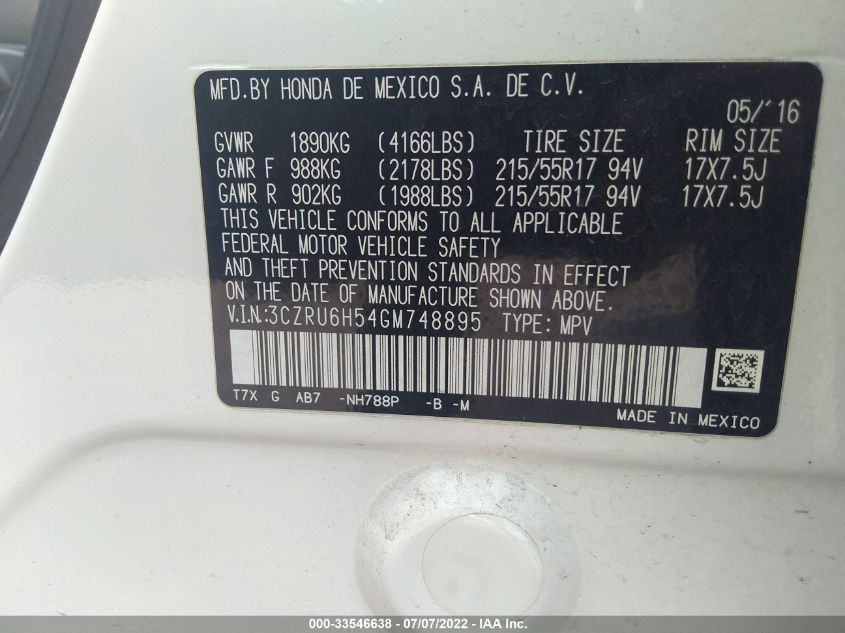 MFD. BY HONDA DE MEXICO S.A. DE C.V.
05/'16
GVWR 1890KG (4166LBS) TIRE SIZE RIM SIZE
GAWR F 988KG (2178LBS) 215/55R17 94V 17X7.5J
GAWR R 902KG (1988LBS) 215/55R17 94V 17X7.5J
THIS VEHICLE CONFORMS TO ALL APPLICABLE
FEDERAL MOTOR VEHICLE SAFETY
AND THEFT PREVENTION STANDARDS IN EFFECT
ON THE DATE OF MANUFACTURE SHOWN ABOVE.
V.I.N.:3CZRU6H54GM748895 TYPE: MPV
T7X G AB7 -NH788P -B -M
MADE IN MEXICO
000-33546638 - 07/07/2022 - IAAI.com